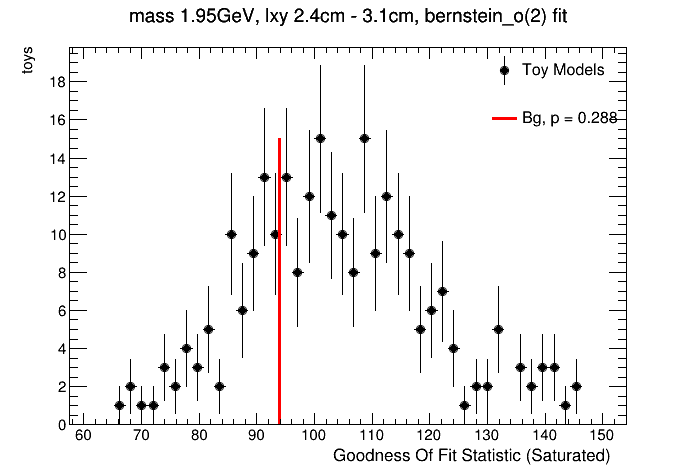 mass 1.95GeV, lxy 2.4cm - 3.1cm, bernstein_o(2) fit
toys
Toy Models
Bg, p = 0.288
18
16
14
12
10
8
6
4
2
0
60 70 80 90 100 110 120 130 140 150
Goodness Of Fit Statistic (Saturated)